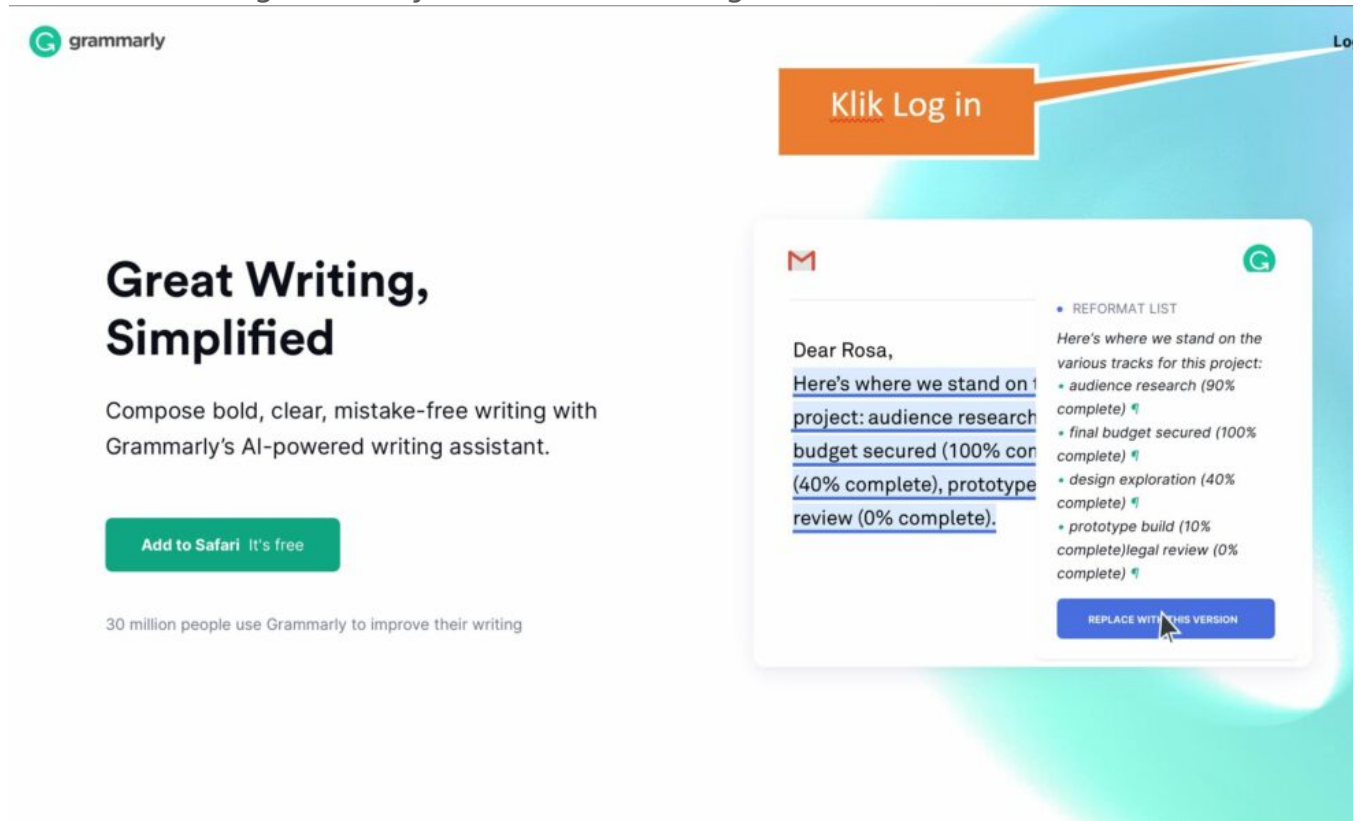 grammarly
Klik Log in
Great Writing,
Simplified
Compose bold, clear, mistake-free writing with
Grammarly's AI-powered writing assistant.
Add to Safari It's free
30 million people use Grammarly to improve their writing
Dear Rosa,
Here's where we stand on
project: audience research
budget secured (100%
(40% complete), prototype
review (0% complete).
• REFORMAT LIST
Here's where we stand on the
various tracks for this project:
• audience research (90%
complete) ¶
• final budget secured (100%
complete) ¶
• design exploration (40%
complete) ¶
• prototype build (10%
complete)legal review (0%
complete) ¶
REPLACE WITH THIS VERSION